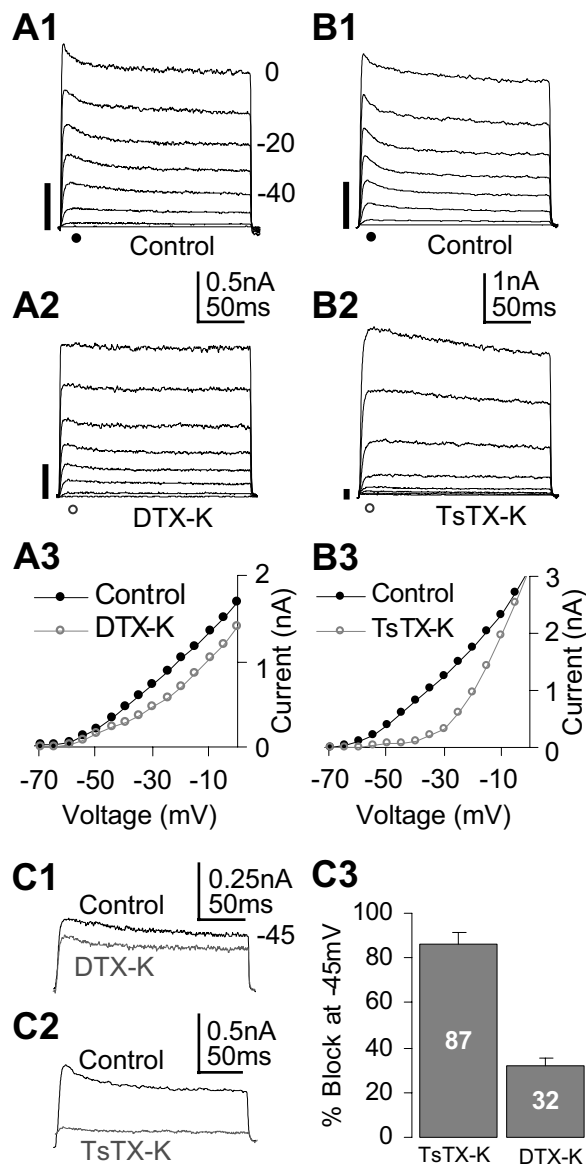 A1
B1
0
-20
-40
Control
Control
0.5nA
50ms
1nA
50ms
A2
B2
DTX-K
TsTX-K
A3
B3
Control
DTX-K
2
1
0
Current (nA)
-70 -50 -30 -10
Voltage (mV)
Control
TsTX-K
3
2
1
0
Current (nA)
-70 -50 -30 -10
Voltage (mV)
C1
0.25nA
50ms
Control
-45
DTX-K
C2
0.5nA
50ms
Control
TsTX-K
C3
% Block at -45mV
100
80
60
40
20
0
87
32
TsTX-K DTX-K